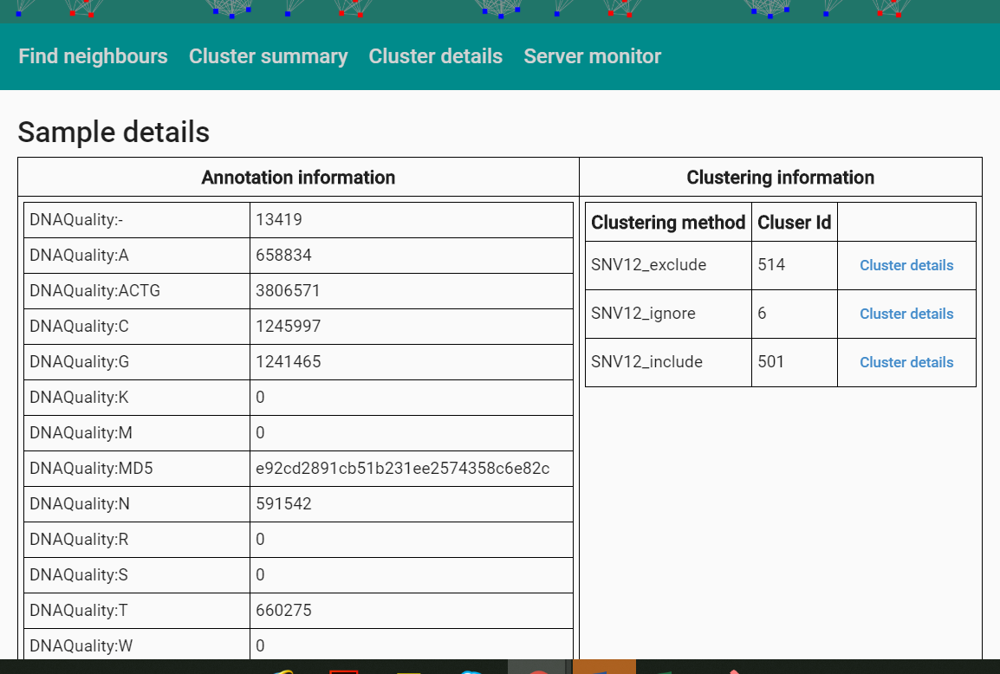 Find neighbours Cluster summary Cluster details Server monitor
Sample details
Annotation information
DNAQuality:- 13419
DNAQuality:A 658834
DNAQuality:ACTG 3806571
DNAQuality:C 1245997
DNAQuality:G 1241465
DNAQuality:K 0
DNAQuality:M 0
DNAQuality:MD5 e92cd2891cb51b231ee2574358c6e82c
DNAQuality:N 591542
DNAQuality:R 0
DNAQuality:S 0
DNAQuality:T 660275
DNAQuality:W 0
Clustering information
Clustering method Cluser Id
SNV12_exclude 514 Cluster details
SNV12_ignore 6 Cluster details
SNV12_include 501 Cluster details